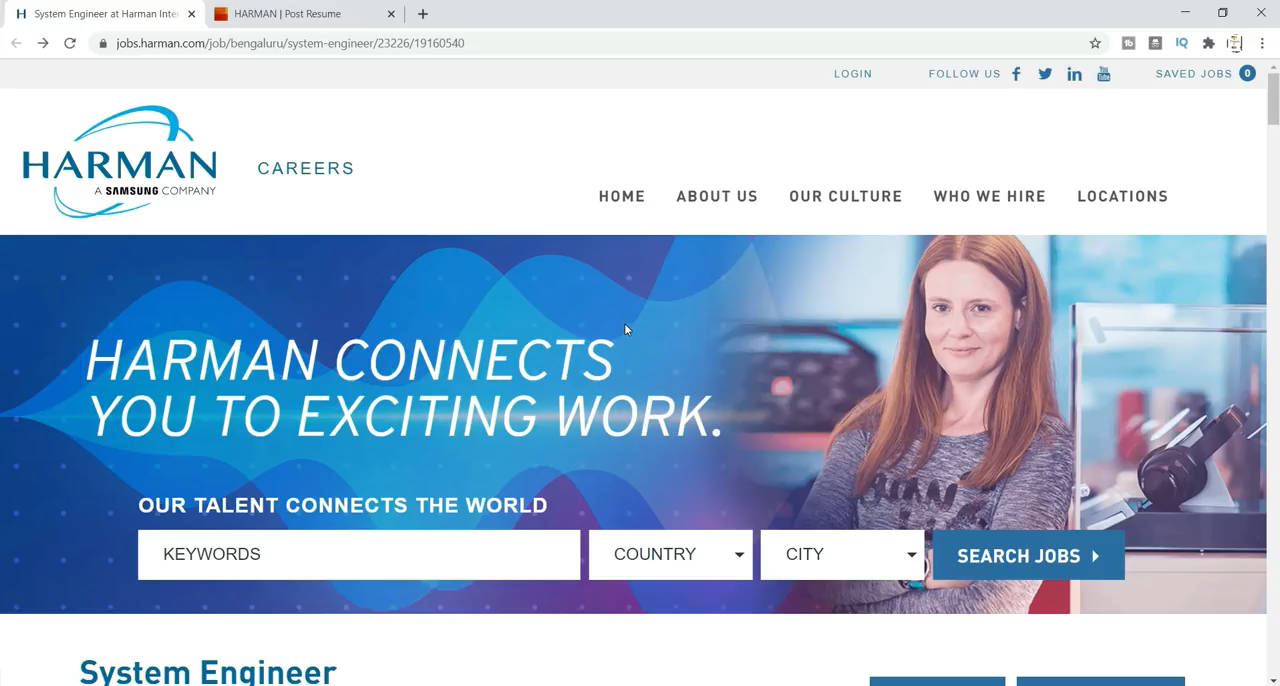 System Engineer at Harman Inte
HARMAN | Post Resume
jobs.harman.com/job/bengaluru/system-engineer/23226/19160540
LOGIN
FOLLOW US
SAVED JOBS 0
HARMAN
A SAMSUNG COMPANY
CAREERS
HOME
ABOUT US
OUR CULTURE
WHO WE HIRE
LOCATIONS
HARMAN CONNECTS
YOU TO EXCITING WORK.
OUR TALENT CONNECTS THE WORLD
KEYWORDS
COUNTRY
CITY
SEARCH JOBS
System Engineer